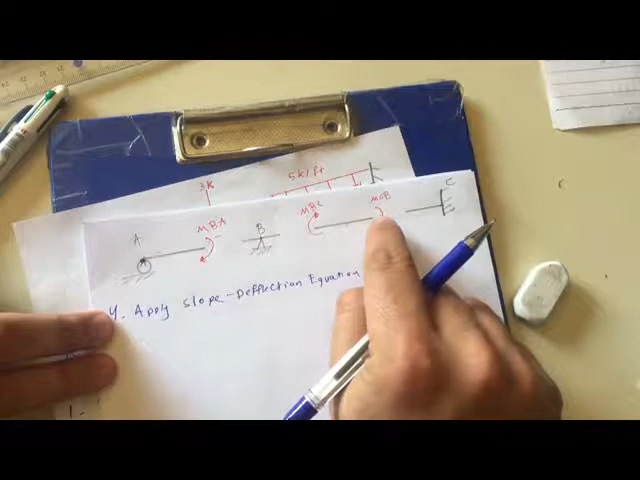 3K
5K/ft
A
MBA
B
MBC
MCB
C
4. Apply slope-Deflection Equation